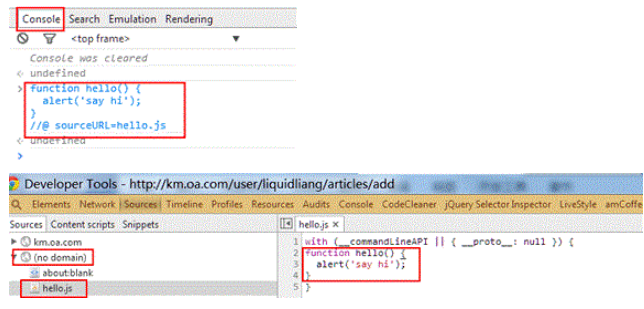 Console Search Emulation Rendering
<top frame> ▼
Console was cleared
< undefined
> function hello() {
alert('say hi');
}
//@ sourceURL=hello.js
< undefined
>
Developer Tools - http://km.oa.com/user/liquidliang/articles/add
Elements Network Sources Timeline Profiles Resources Audits Console CodeCleaner jQuery Selector Inspector LiveStyle amCoffe
Sources Content scripts Snippets
hello.js ×
▶ km.oa.com
▼ (no domain)
about:blank
hello.js
1 with (__commandLineAPI || { __proto__: null }) {
2 function hello() {
3 alert('say hi');
4 }
5 }